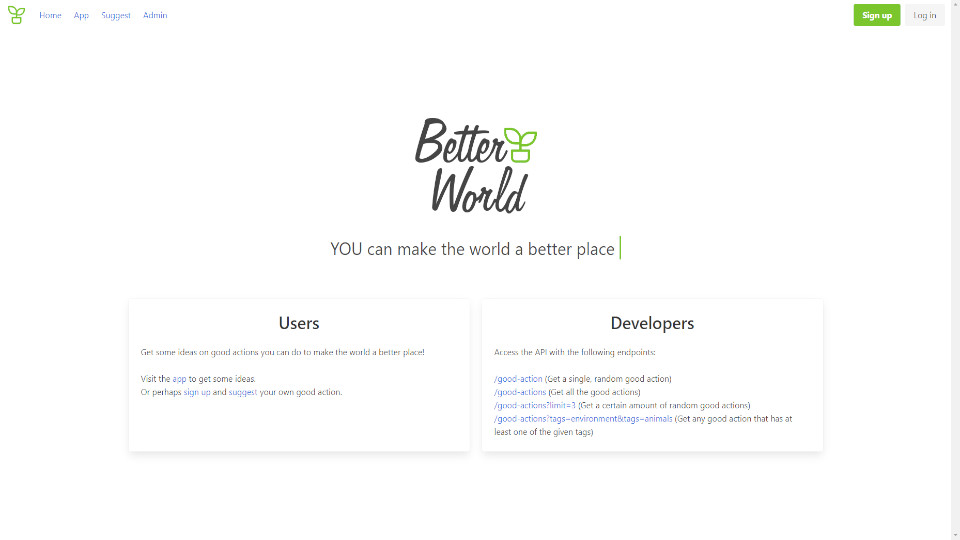 Home App Suggest Admin Sign up Log in
Better
World
YOU can make the world a better place
Users
Get some ideas on good actions you can do to make the world a better place!
Visit the app to get some ideas.
Or perhaps sign up and suggest your own good action.
Developers
Access the API with the following endpoints:
/good-action (Get a single, random good action)
/good-actions (Get all the good actions)
/good-actions?limit=3 (Get a certain amount of random good actions)
/good-actions?tags=environment&tags=animals (Get any good action that has at
least one of the given tags)